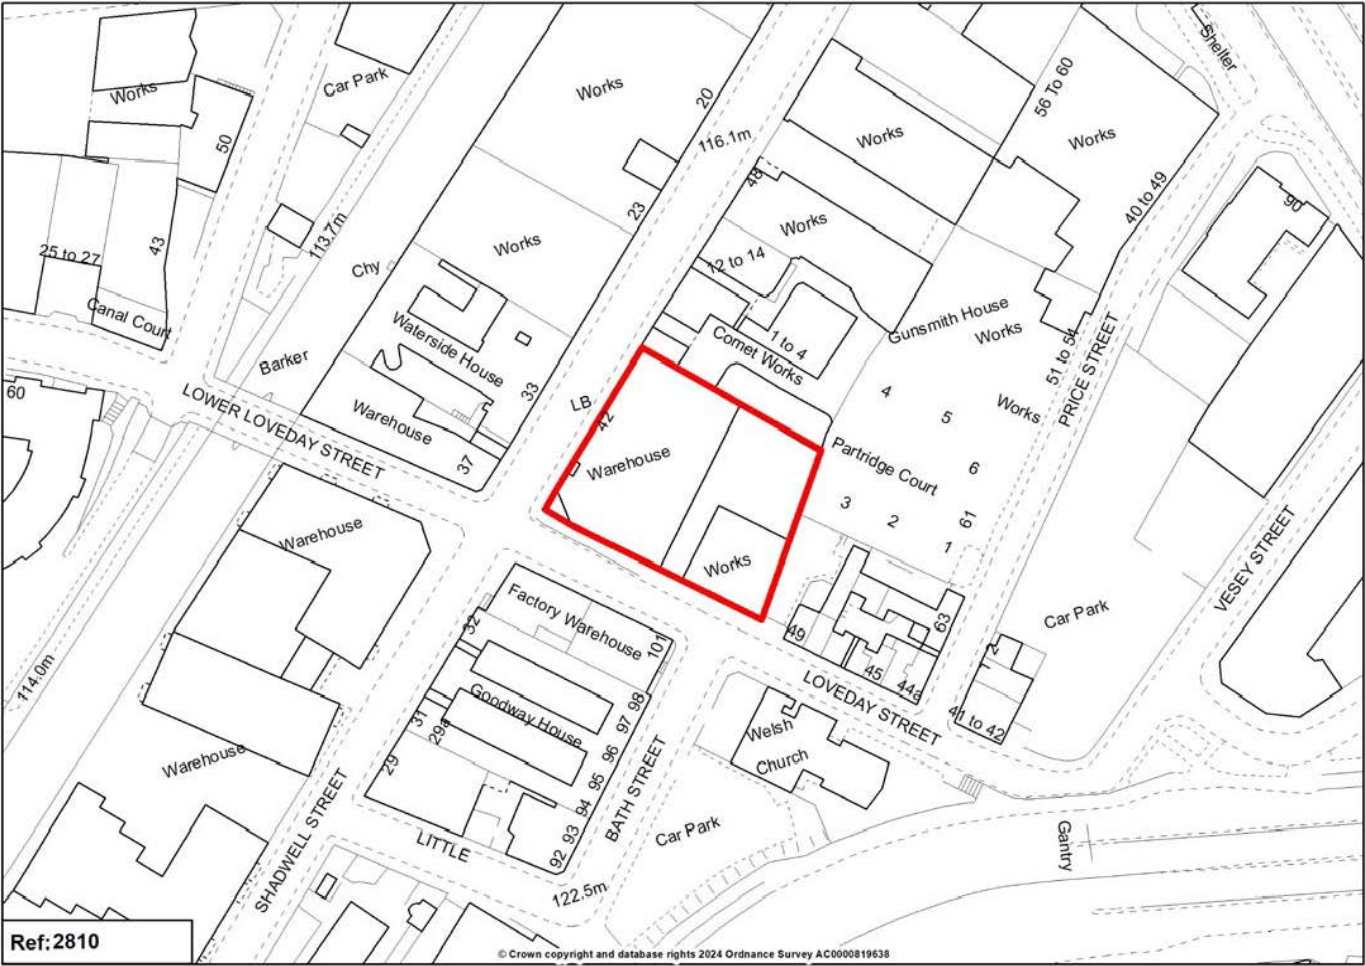 Works
50
Car Park
Works
20
116.1m
Works
56 To 60
Works
Shelter
40 to 49
90
48
Works
23
Works
12 to 14
113.7m
Chy
43
25 to 27
Canal Court
Waterside House
33
Warehouse
37
Barker
LOWER LOVEDAY STREET
60
Gunsmith House
Works
1 to 4
Comet Works
51 to 54
PRICE STREET
LB
42
Warehouse
Works
4
5
6
Works
Partridge Court
3
2
1
61
Warehouse
Factory Warehouse
32
101
Goodway House
31
29a
29
98
97
96
95
94
93
92
BATH STREET
49
45
44a
63
LOVEDAY STREET
2
41 to 42
Car Park
VESEY STREET
Welsh
Church
Car Park
Gantry
114.0m
Warehouse
SHADWELL STREET
LITTLE
122.5m
Ref:2810
© Crown copyright and database rights 2024 Ordnance Survey AC0000819638